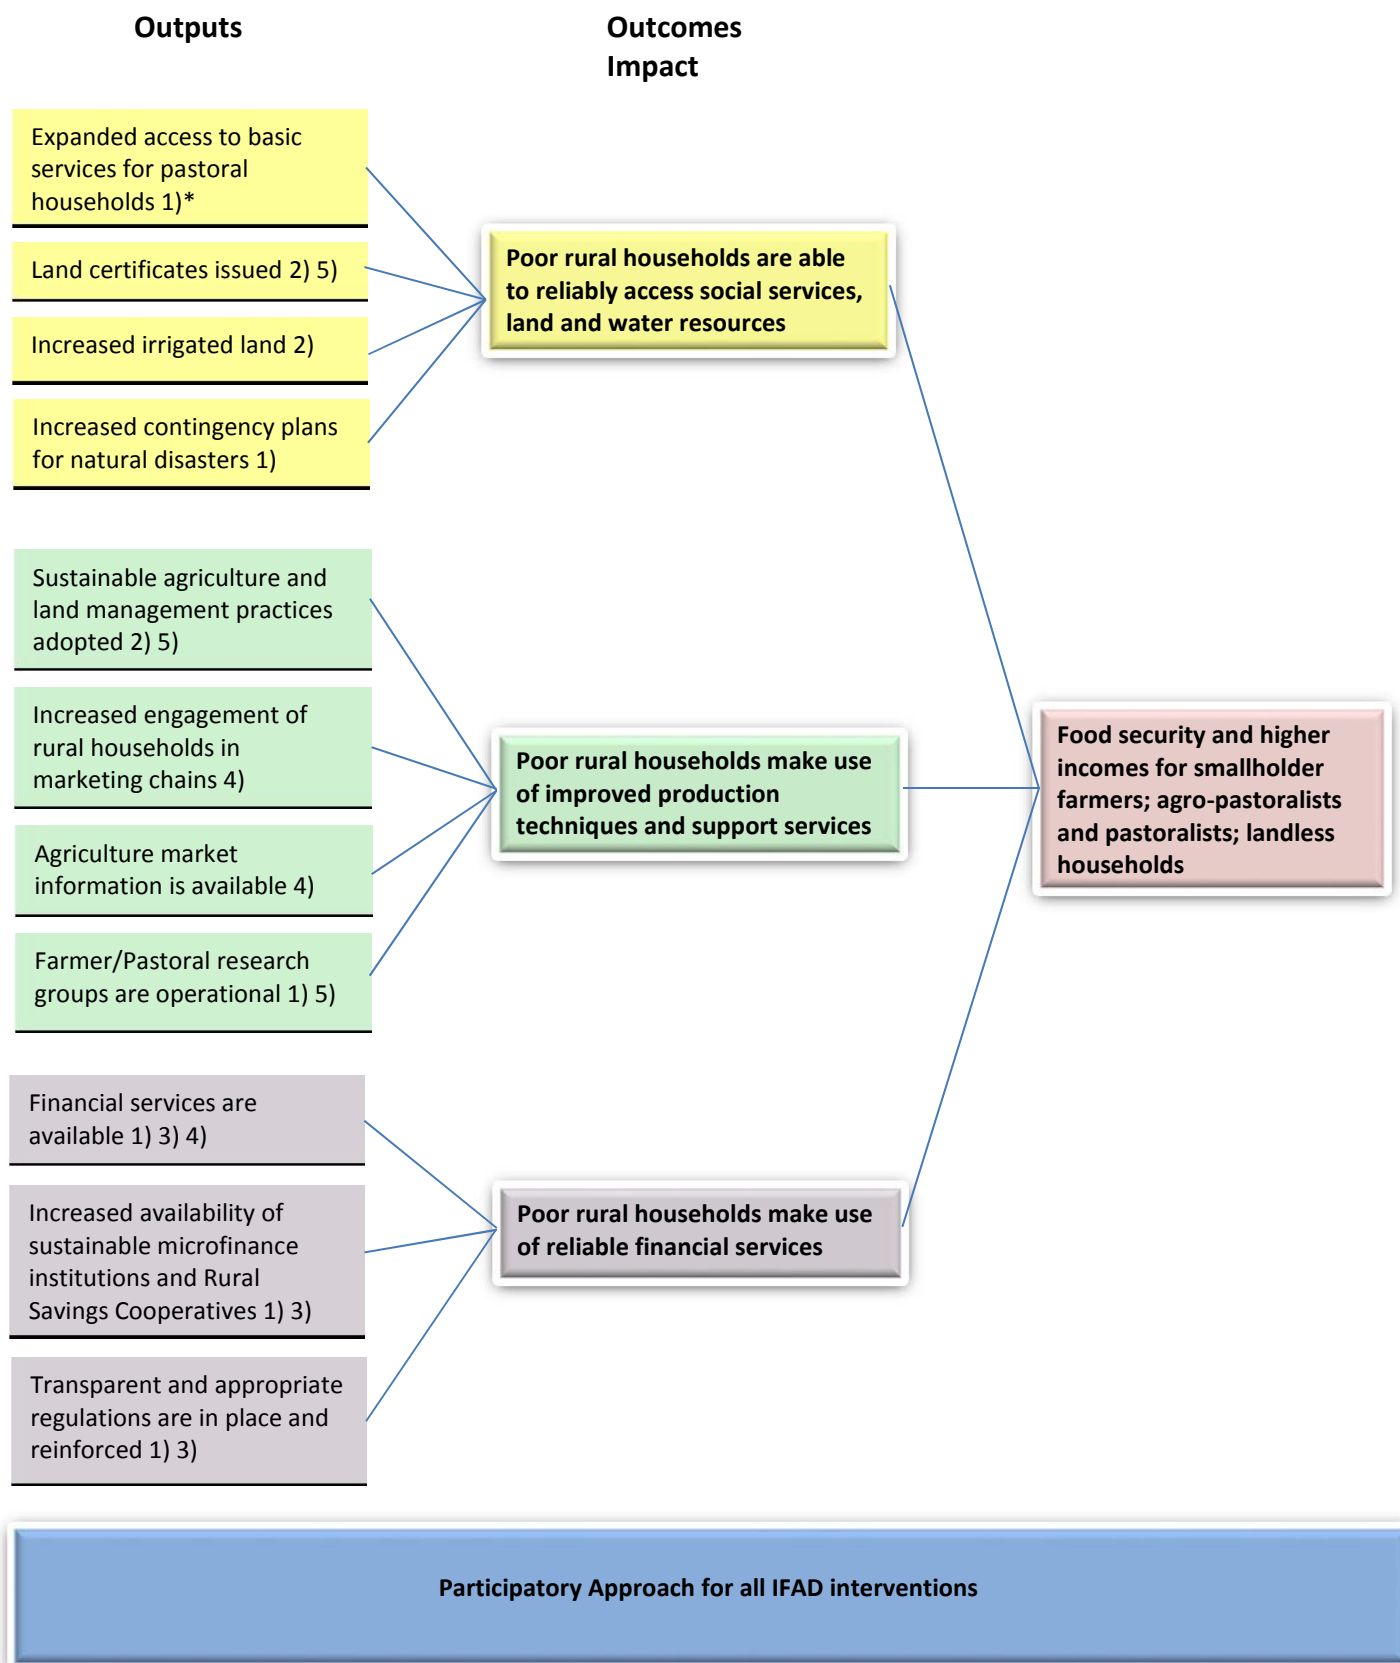 Outputs
Outcomes
Impact
Expanded access to basic
services for pastoral
households 1)*
Land certificates issued 2) 5)
Increased irrigated land 2)
Increased contingency plans
for natural disasters 1)
Poor rural households are able
to reliably access social services,
land and water resources
Sustainable agriculture and
land management practices
adopted 2) 5)
Increased engagement of
rural households in
marketing chains 4)
Agriculture market
information is available 4)
Farmer/Pastoral research
groups are operational 1) 5)
Poor rural households make use
of improved production
techniques and support services
Food security and higher
incomes for smallholder
farmers; agro-pastoralists
and pastoralists; landless
households
Financial services are
available 1) 3) 4)
Increased availability of
sustainable microfinance
institutions and Rural
Savings Cooperatives 1) 3)
Transparent and appropriate
regulations are in place and
reinforced 1) 3)
Poor rural households make use
of reliable financial services
Participatory Approach for all IFAD interventions